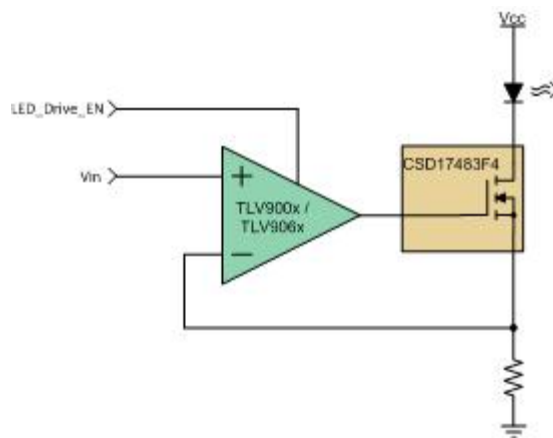 Vcc
LED_Drive_EN
CSD17483F4
Vin
+
TLV900x /
TLV906x
−